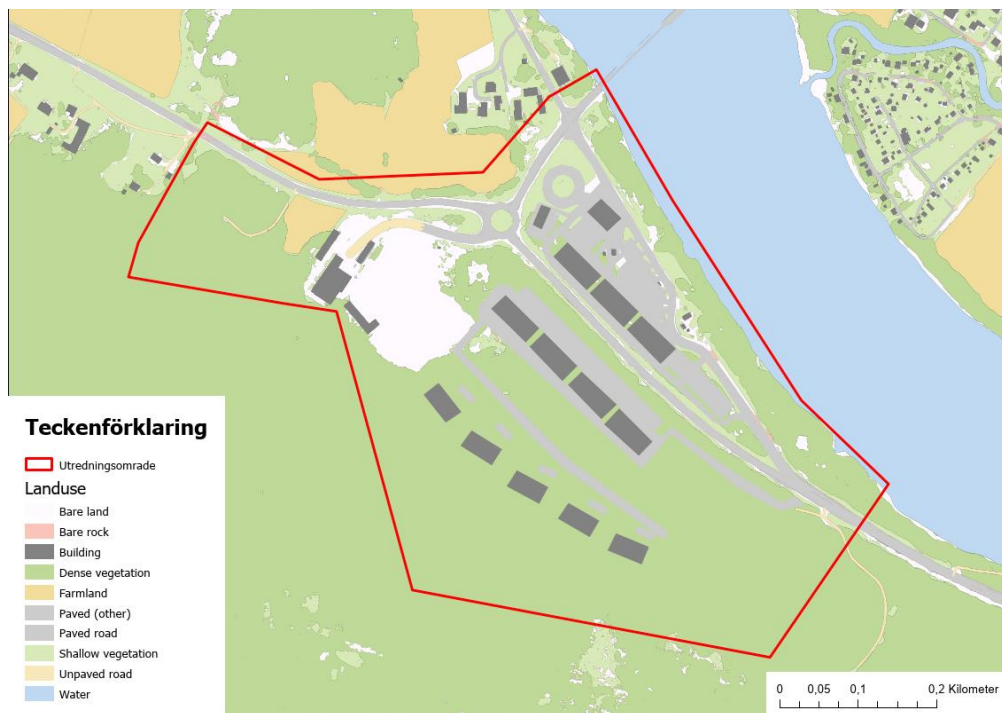 Teckenförklaring
Utredningsomrade
Landuse
Bare land
Bare rock
Building
Dense vegetation
Farmland
Paved (other)
Paved road
Shallow vegetation
Unpaved road
Water
0 0,05 0,1 0,2 Kilometer